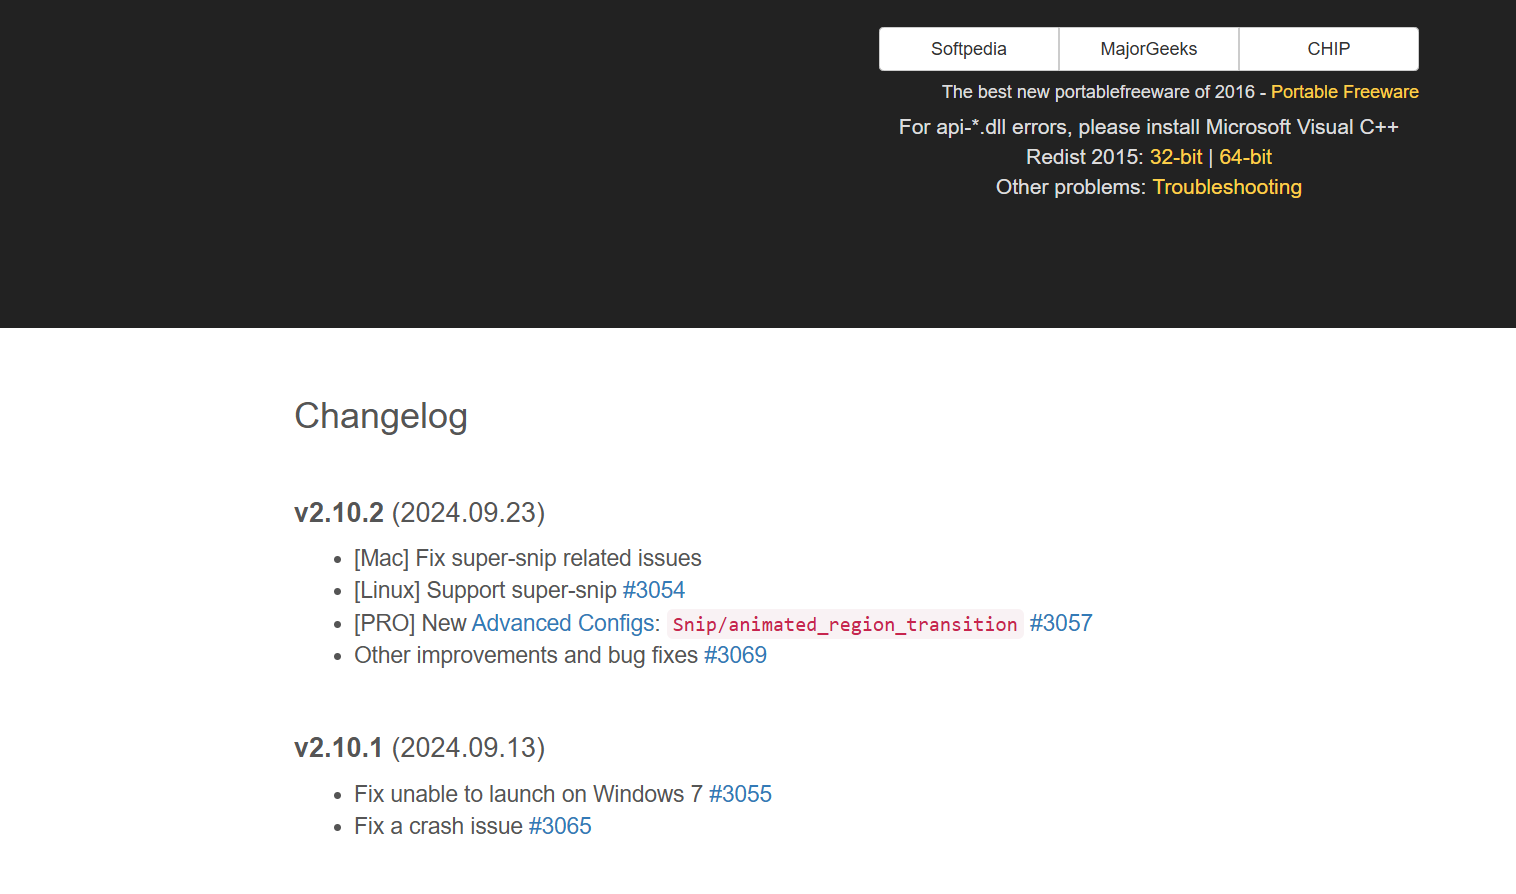 Softpedia MajorGeeks CHIP
The best new portablefreeware of 2016 - Portable Freeware
For api-*.dll errors, please install Microsoft Visual C++
Redist 2015: 32-bit | 64-bit
Other problems: Troubleshooting
Changelog
v2.10.2 (2024.09.23)
• [Mac] Fix super-snip related issues
• [Linux] Support super-snip #3054
• [PRO] New Advanced Configs: Snip/animated_region_transition #3057
• Other improvements and bug fixes #3069
v2.10.1 (2024.09.13)
• Fix unable to launch on Windows 7 #3055
• Fix a crash issue #3065